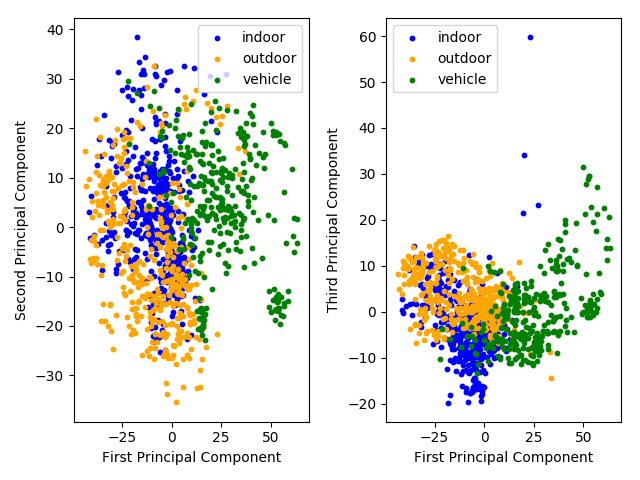 indoor
outdoor
vehicle
40
30
20
10
0
−10
−20
−30
−25
0
25
50
Second Principal Component
First Principal Component
indoor
outdoor
vehicle
60
50
40
30
20
10
0
−10
−20
−25
0
25
50
Third Principal Component
First Principal Component